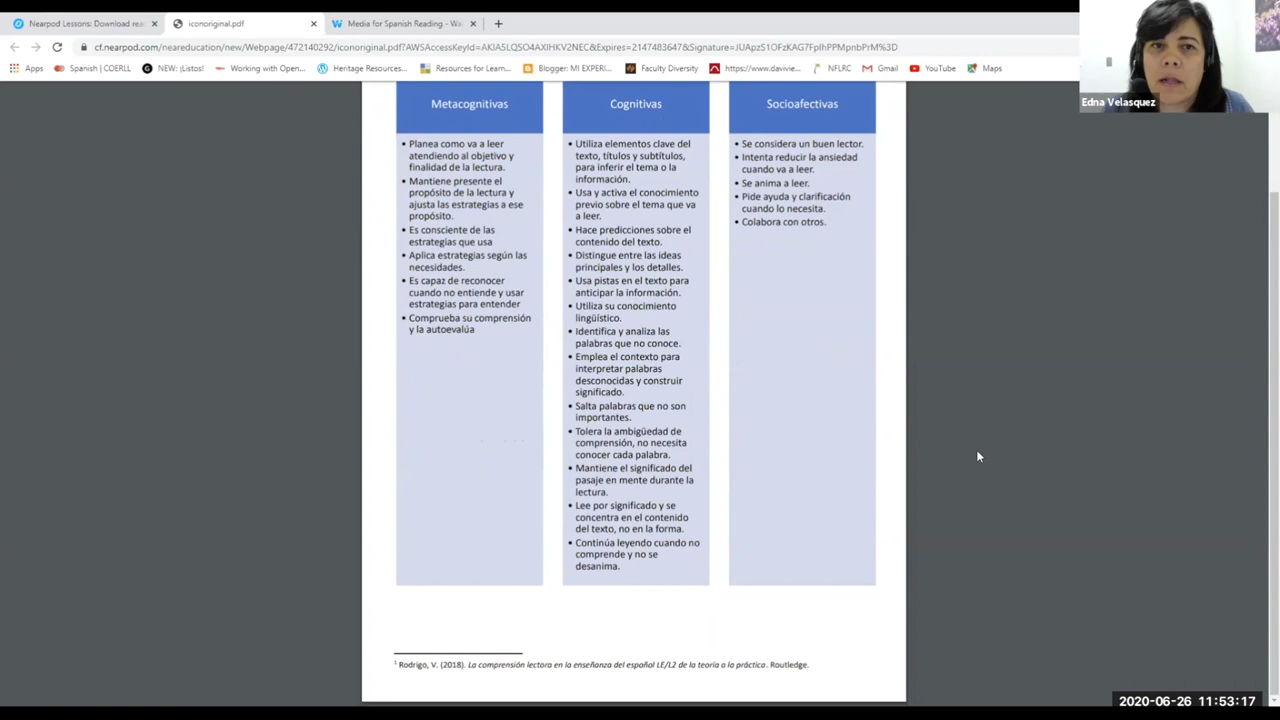 Nearpod Lessons: Download rea
iconoriginal.pdf
Media for Spanish Reading - Wa
cf.nearpod.com/neareducation/new/Webpage/472140292/iconoriginal.pdf?AWSAccessKeyId=
Apps
Spanish | COERLL
NEW: ¡Listos!
Working with Open...
Heritage Resources...
Resources for Learn...
Blogger: MI EXPERI...
Faculty Diversity
https://www.davivie...
NFLRC
Gmail
YouTube
Maps
Edna Velasquez
Metacognitivas
Planea como va a leer
atendiendo al objetivo y
finalidad de la lectura.
Mantiene presente el
propósito de la lectura y
ajusta las estrategias a ese
propósito.
Es consciente de las
estrategias que usa
Aplica estrategias según las
necesidades.
Es capaz de reconocer
cuando no entiende y usar
estrategias para entender
Comprueba su comprensión
y la autoevalúa
Cognitivas
Utiliza elementos clave del
texto, títulos y subtítulos,
para inferir el tema o la
información.
Usa y activa el conocimiento
previo sobre el tema que va
a leer.
Hace predicciones sobre el
contenido del texto.
Distingue entre las ideas
principales y los detalles.
Usa pistas en el texto para
anticipar la información.
Utiliza su conocimiento
lingüístico.
Identifica y analiza las
palabras que no conoce.
Emplea el contexto para
interpretar palabras
desconocidas y construir
significado.
Salta palabras que no son
importantes.
Tolera la ambigüedad de
comprensión, no necesita
conocer cada palabra.
Mantiene el significado del
pasaje en mente durante la
lectura.
Lee por significado y se
concentra en el contenido
del texto, no en la forma.
Continúa leyendo cuando no
comprende y no se
desanima.
Socioafectivas
Se considera un buen lector.
Intenta reducir la ansiedad
cuando va a leer.
Se anima a leer.
Pide ayuda y clarificación
cuando lo necesita.
Colabora con otros.
1 Rodrigo, V. (2018). La comprensión lectora en la enseñanza del español LE/L2 de la teoría a la práctica. Routledge.
2020-06-26 11:53:17